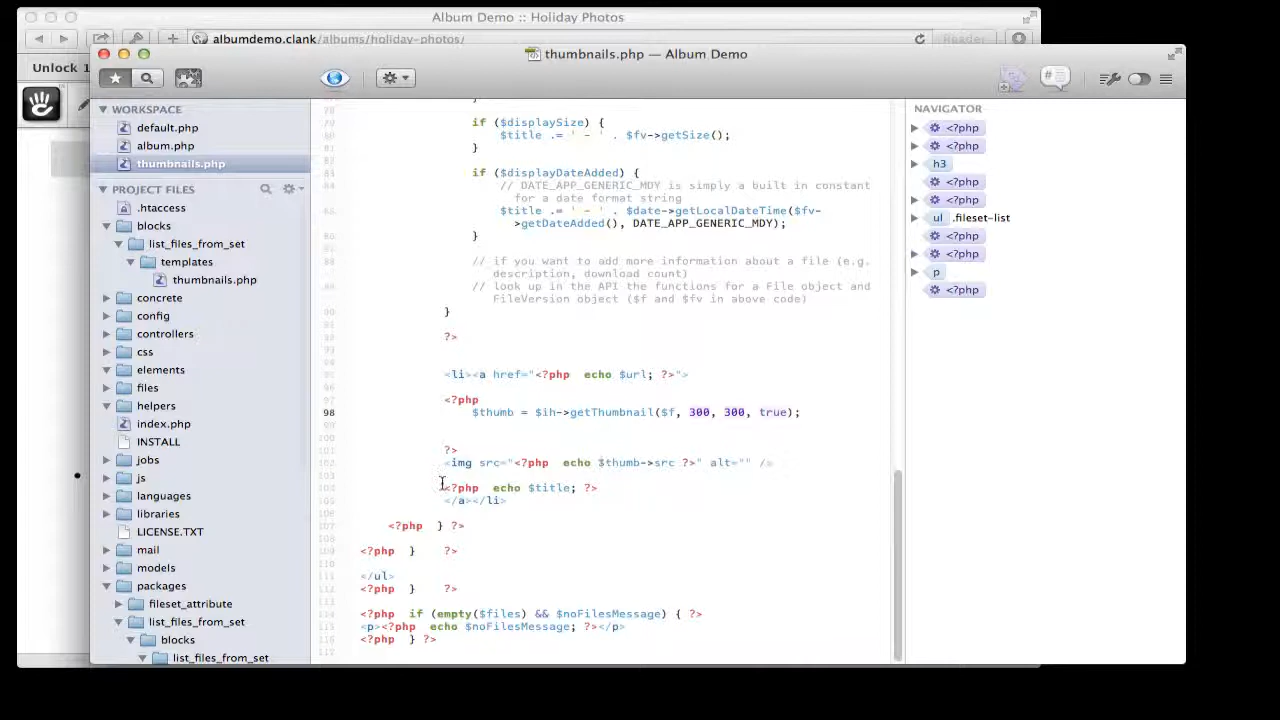 Album Demo :: Holiday Photos
albumdemo.clank/albums/holiday-photos/
Reader
Unlock 1
thumbnails.php — Album Demo
WORKSPACE
default.php
album.php
thumbnails.php
PROJECT FILES
.htaccess
blocks
list_files_from_set
templates
thumbnails.php
concrete
config
controllers
css
elements
files
helpers
index.php
INSTALL
jobs
js
languages
libraries
LICENSE.TXT
mail
models
packages
fileset_attribute
list_files_from_set
blocks
list_files_from_set
if ($displaySize) {
$title .= ' - ' . $fv->getSize();
}
if ($displayDateAdded) {
// DATE_APP_GENERIC_MDY is simply a built in constant
for a date format string
$title .= ' - ' . $date->getLocalDateTime($fv-
>getDateAdded(), DATE_APP_GENERIC_MDY);
}
// if you want to add more information about a file (e.g.
description, download count)
// look up in the API the functions for a File object and
FileVersion object ($f and $fv in above code)
}
?>
<li><a href="<?php echo $url; ?>">
<?php
98 $thumb = $ih->getThumbnail($f, 300, 300, true);
?>
<img src="<?php echo $thumb->src ?>" alt="" />
<?php echo $title; ?>
</a></li>
<?php } ?>
<?php } ?>
</ul>
<?php } ?>
<?php if (empty($files) && $noFilesMessage) { ?>
<p><?php echo $noFilesMessage; ?></p>
<?php } ?>
NAVIGATOR
<?php
<?php
h3
<?php
<?php
ul .fileset-list
<?php
<?php
p
<?php